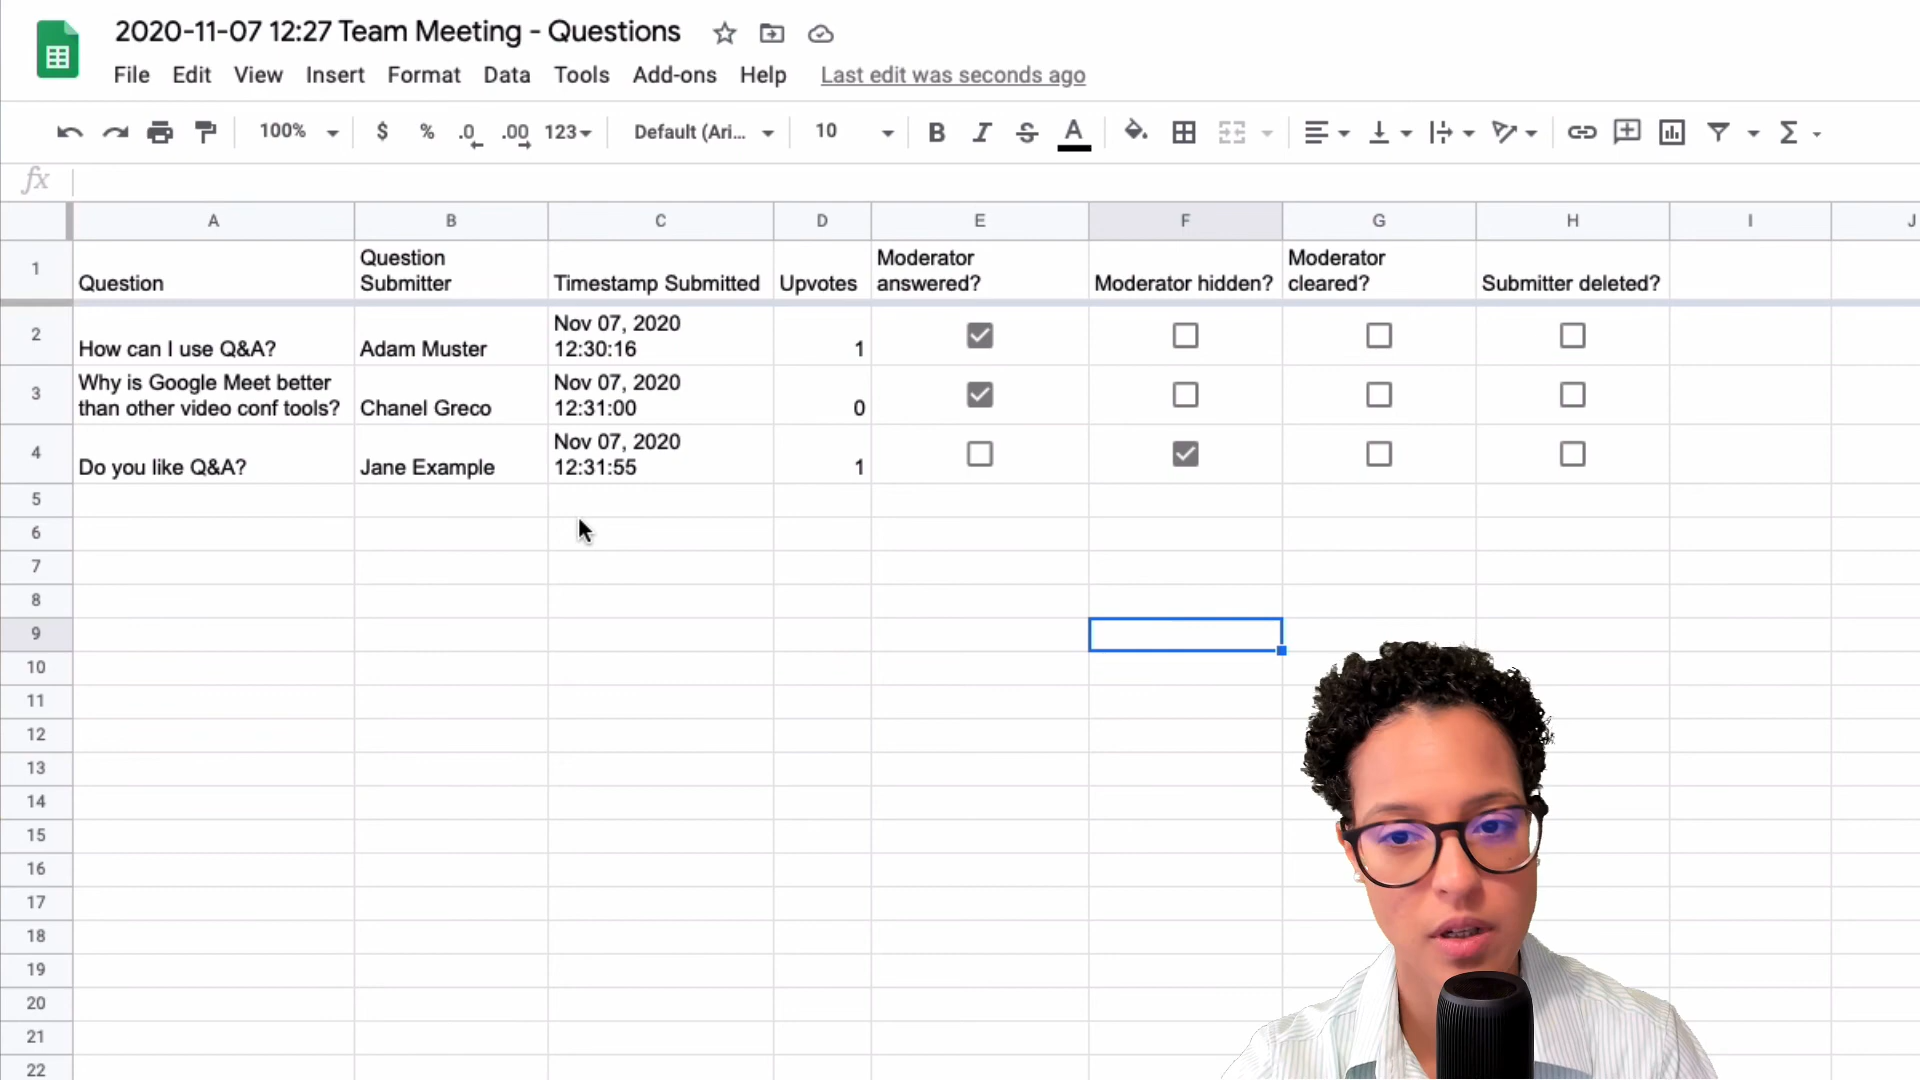 2020-11-07 12:27 Team Meeting - Questions
File Edit View Insert Format Data Tools Add-ons Help Last edit was seconds ago
100% $ % .0 .00 123 Default (Ari... 10 B I S A Σ
fx
A B C D E F G H I J
1 Question Question Submitter Timestamp Submitted Upvotes Moderator answered? Moderator hidden? Moderator cleared? Submitter deleted?
2 How can I use Q&A? Adam Muster Nov 07, 2020 12:30:16 1
3 Why is Google Meet better than other video conf tools? Chanel Greco Nov 07, 2020 12:31:00 0
4 Do you like Q&A? Jane Example Nov 07, 2020 12:31:55 1
5
6
7
8
9
10
11
12
13
14
15
16
17
18
19
20
21
22